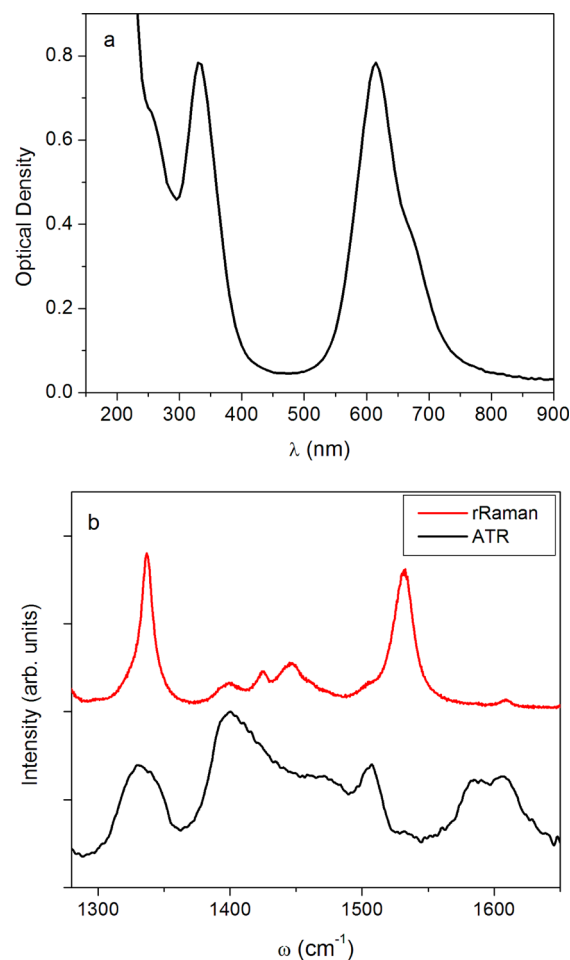 a
0.8
0.6
0.4
0.2
0.0
Optical Density
200 300 400 500 600 700 800 900
λ (nm)
b
rRaman
ATR
Intensity (arb. units)
1300 1400 1500 1600
ω (cm⁻¹)